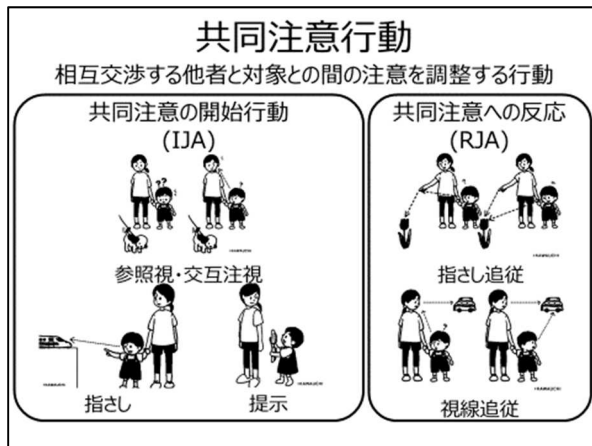 共同注意行動
相互交渉する他者と対象との間の注意を調整する行動
共同注意の開始行動
(IJA)
??
参照視・交互注視
指さし
提示
共同注意への反応
(RJA)
指さし追従
?
視線追従